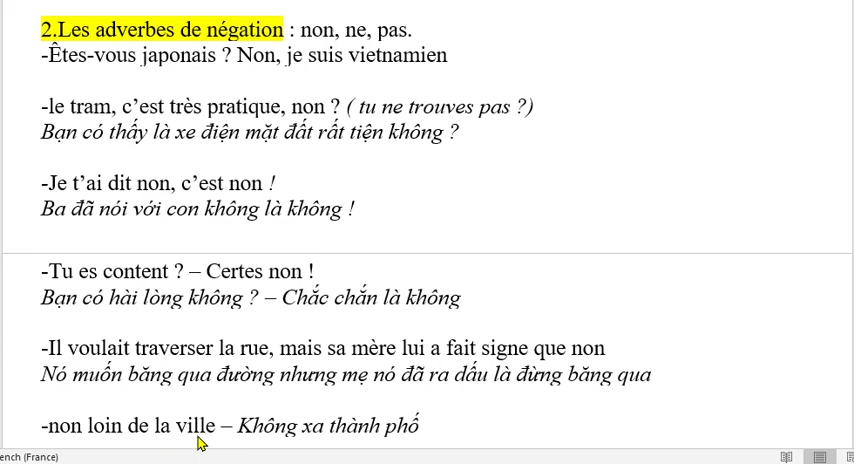 2.Les adverbes de négation : non, ne, pas.
-Êtes-vous japonais ? Non, je suis vietnamien
-le tram, c’est très pratique, non ? ( tu ne trouves pas ?)
Bạn có thấy là xe điện mặt đất rất tiện không ?
-Je t’ai dit non, c’est non !
Ba đã nói với con không là không !
-Tu es content ? – Certes non !
Bạn có hài lòng không ? – Chắc chắn là không
-Il voulait traverser la rue, mais sa mère lui a fait signe que non
Nó muốn băng qua đường nhưng mẹ nó đã ra dấu là đừng băng qua
-non loin de la ville – Không xa thành phố
ench (France)